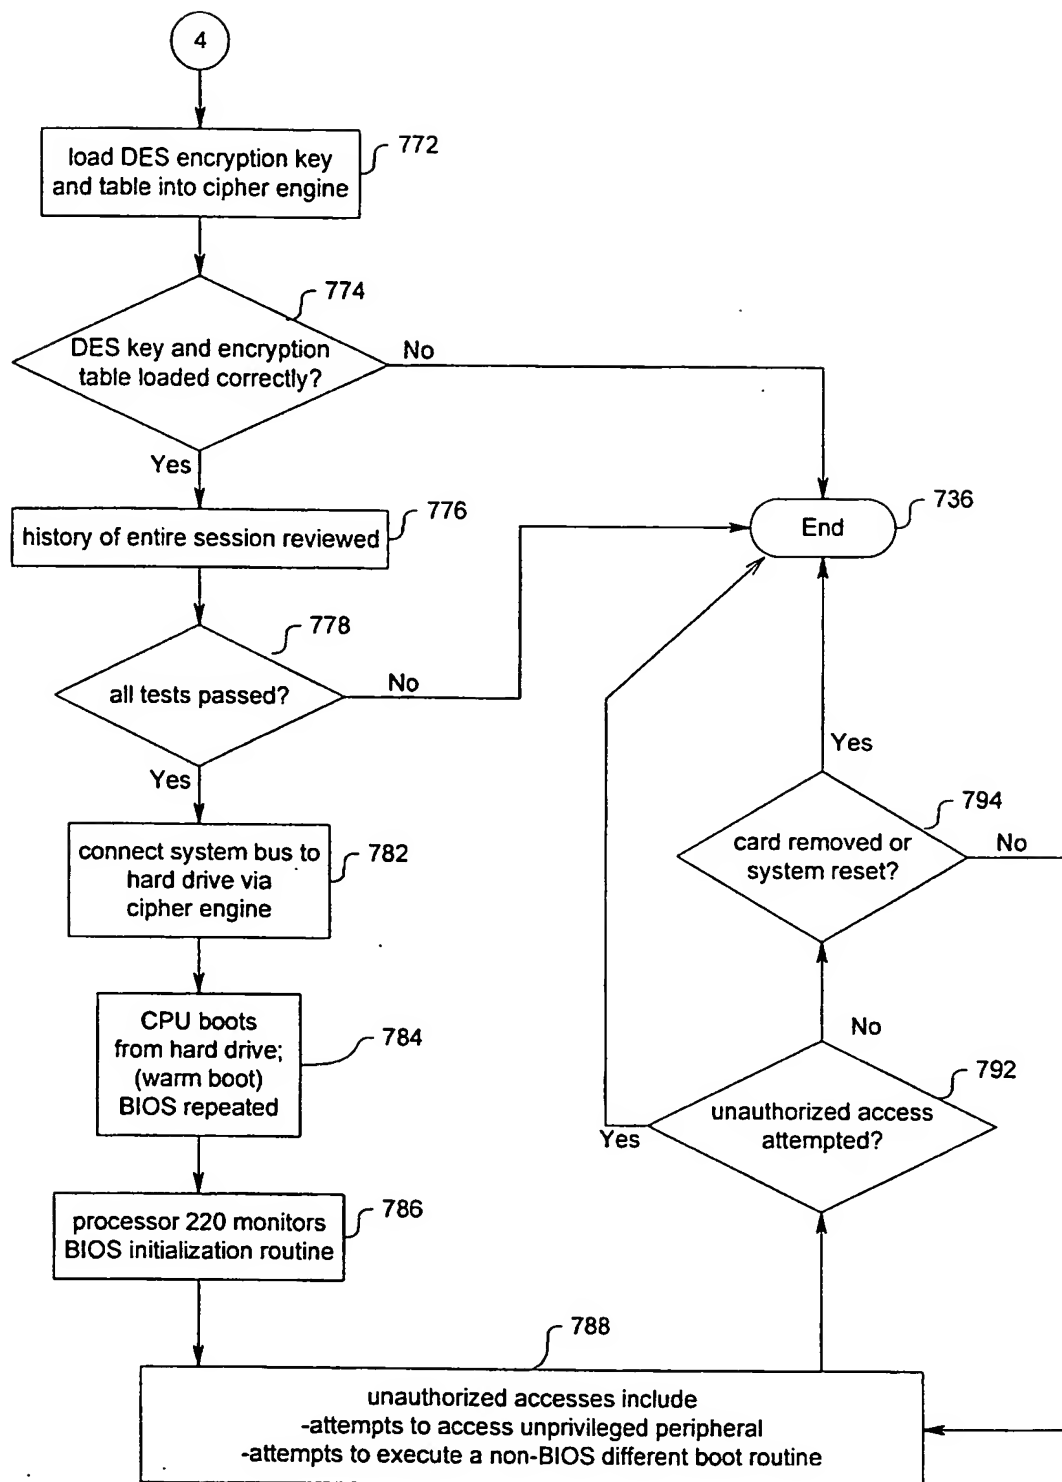 4
load DES encryption key
and table into cipher engine
772
774
DES key and encryption
table loaded correctly?
No
Yes
history of entire session reviewed
776
End
736
778
all tests passed?
No
Yes
connect system bus to
hard drive via
cipher engine
782
Yes
card removed or
system reset?
794
No
CPU boots
from hard drive;
(warm boot)
BIOS repeated
784
No
unauthorized access
attempted?
792
Yes
processor 220 monitors
BIOS initialization routine
786
788
unauthorized accesses include
-attempts to access unprivileged peripheral
-attempts to execute a non-BIOS different boot routine